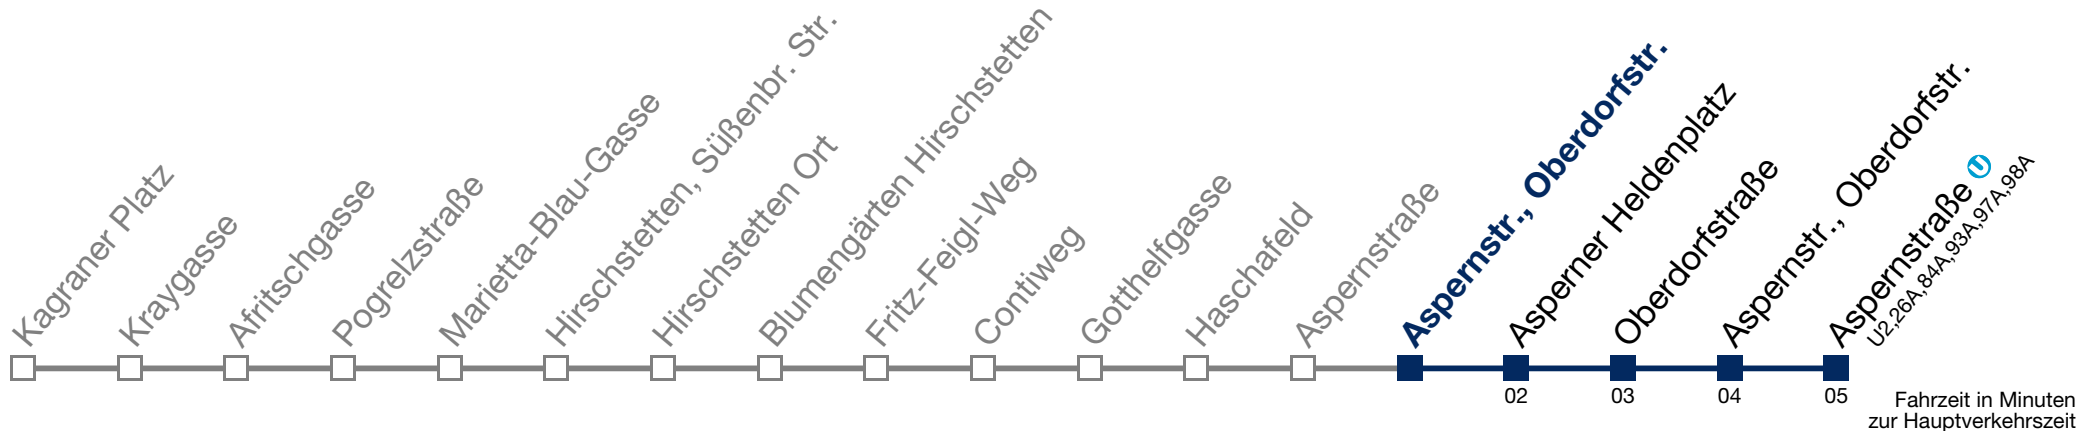 Kagraner Platz
Kraygasse
Afritschgasse
Pogrelzstraße
Marietta-Blau-Gasse
Hirschstetten, Süßenbr. Str.
Hirschstetten Ort
Blumengärten Hirschstetten
Fritz-Feigl-Weg
Contiweg
Gotthelfgasse
Haschafeld
Aspernstraße
Aspernstr., Oberdorfstr.
Asperner Heldenplatz
Oberdorfstraße
Aspernstr., Oberdorfstr.
Aspernstraße U
U2,26A,84A,93A,97A,98A
02
03
04
05
Fahrzeit in Minuten
zur Hauptverkehrszeit